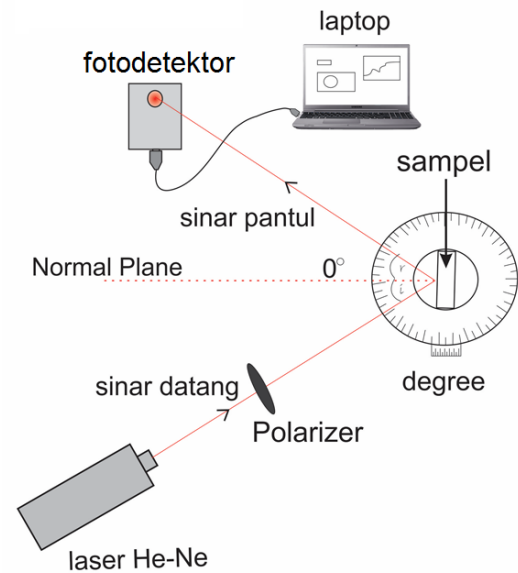 laptop
fotodetektor
sampel
sinar pantul
Normal Plane
0°
r
i
sinar datang
degree
Polarizer
laser He-Ne